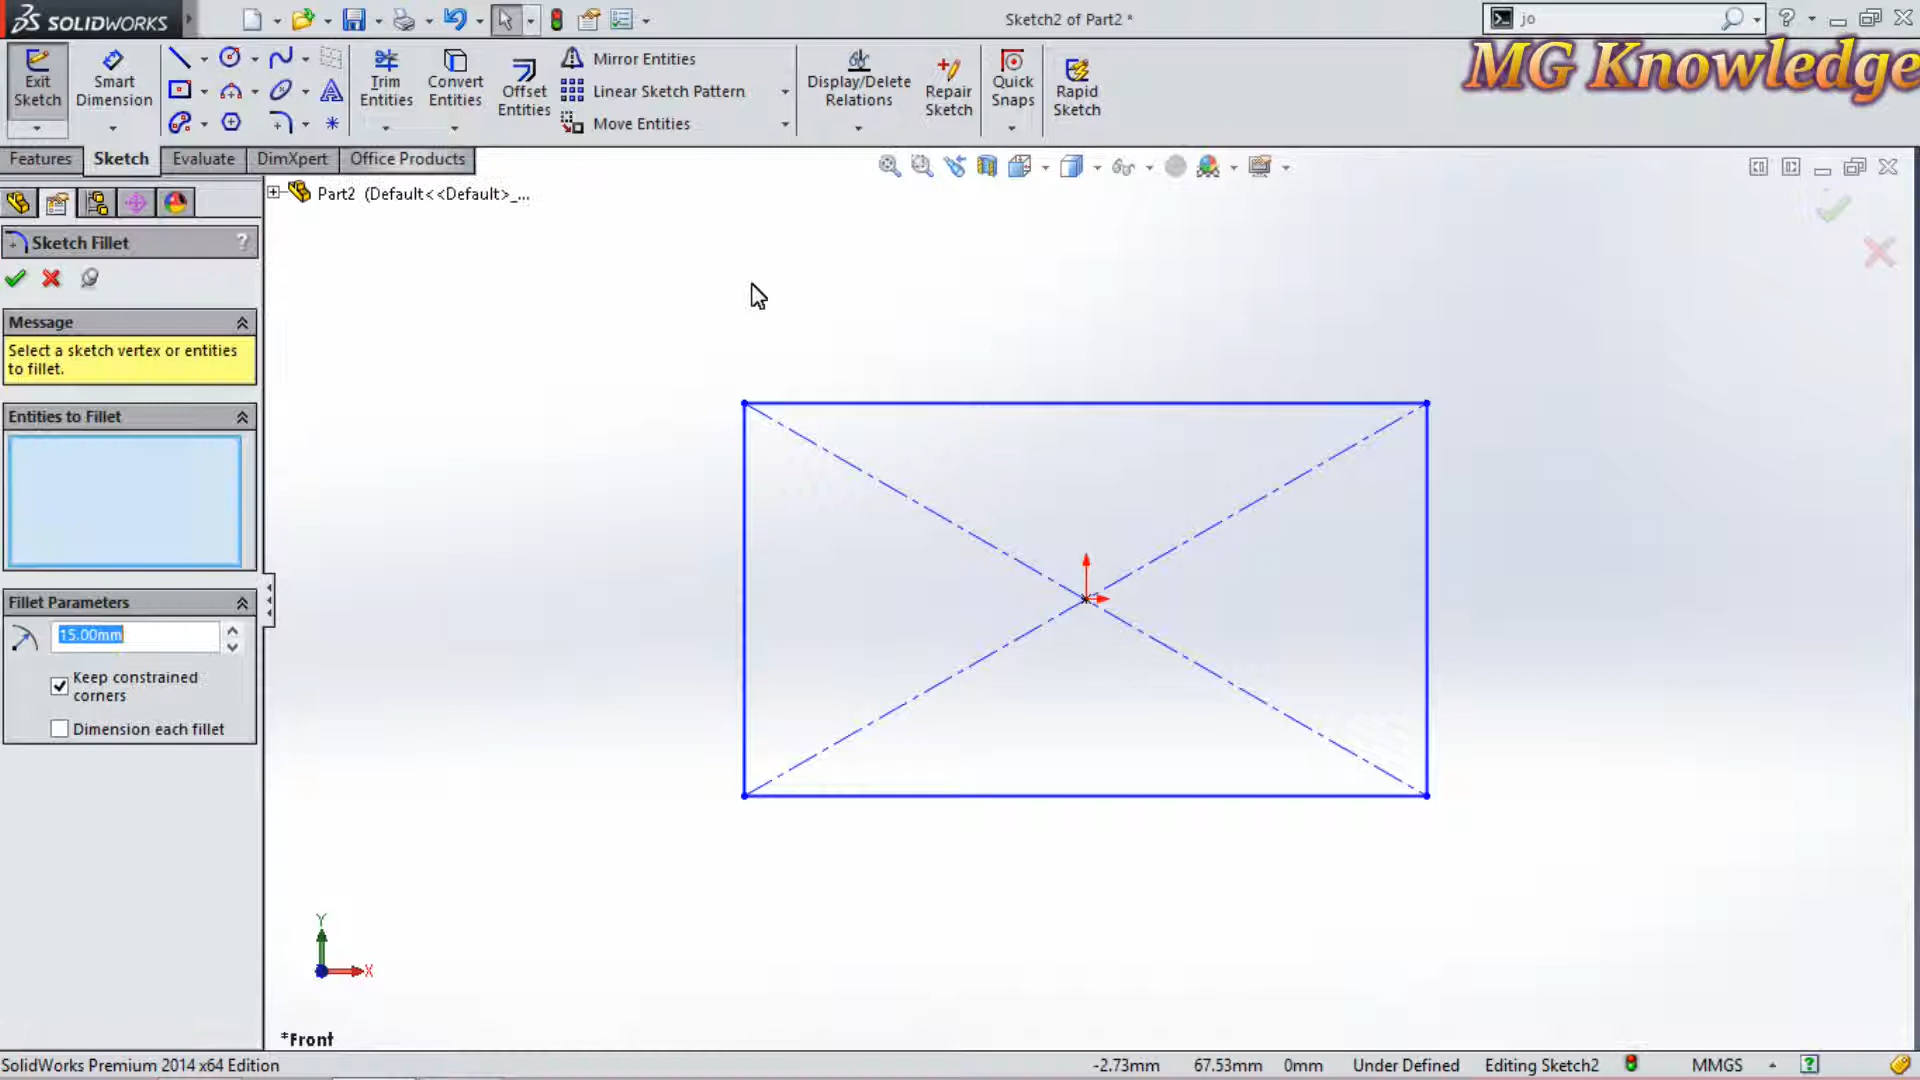 SOLIDWORKS
Sketch2 of Part2 *
jo
MG Knowledge
Exit Sketch
Smart Dimension
Trim Entities
Convert Entities
Offset Entities
Mirror Entities
Linear Sketch Pattern
Move Entities
Display/Delete Relations
Repair Sketch
Quick Snaps
Rapid Sketch
Features
Sketch
Evaluate
DimXpert
Office Products
Part2 (Default<<Default>_...
Sketch Fillet
?
Message
Select a sketch vertex or entities
to fillet.
Entities to Fillet
Fillet Parameters
15.00mm
Keep constrained
corners
Dimension each fillet
Y
X
*Front
SolidWorks Premium 2014 x64 Edition
-2.73mm
67.53mm
0mm
Under Defined
Editing Sketch2
MMGS
?